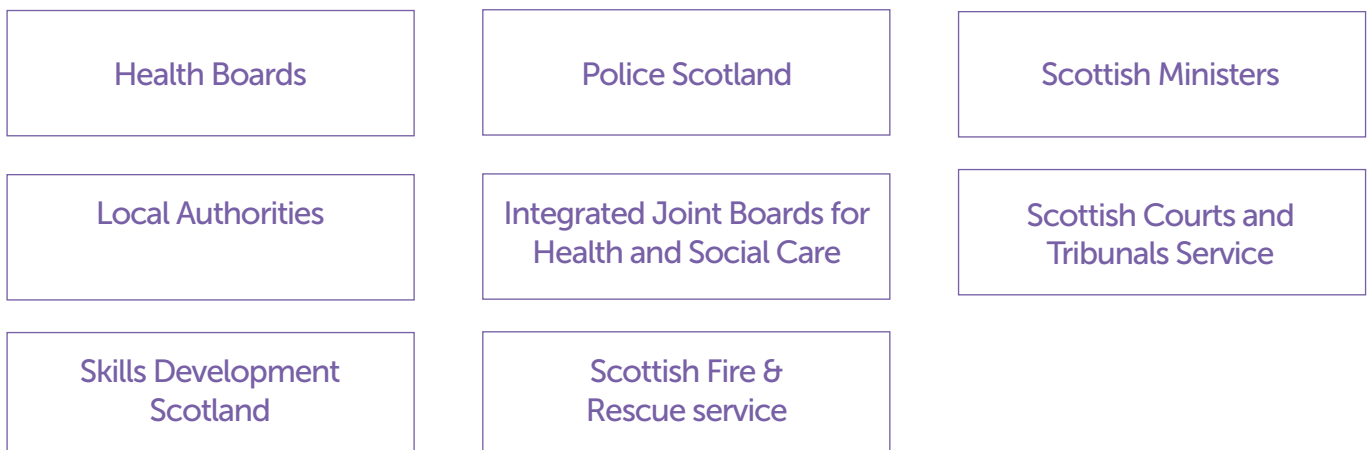 Health Boards
Police Scotland
Scottish Ministers
Local Authorities
Integrated Joint Boards for
Health and Social Care
Scottish Courts and
Tribunals Service
Skills Development
Scotland
Scottish Fire &
Rescue service